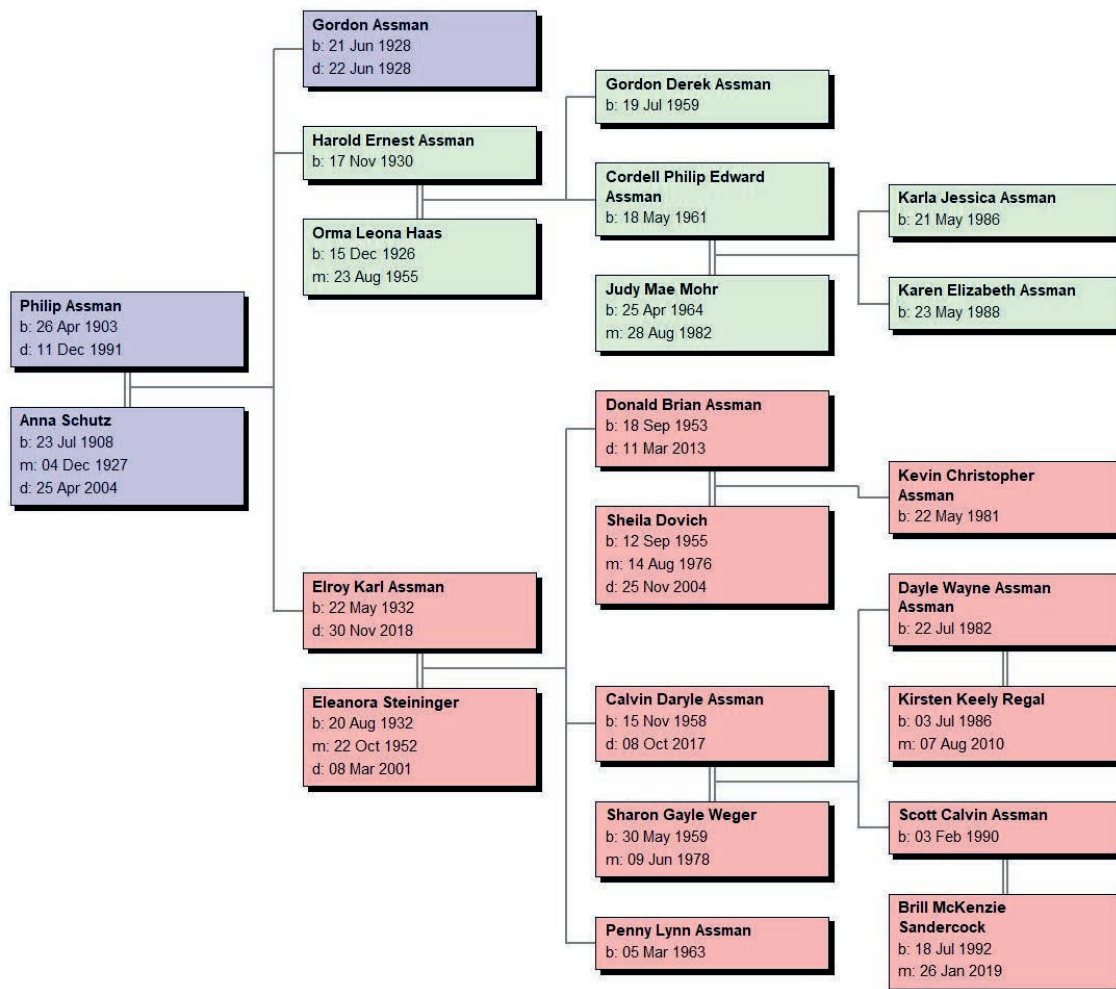 Gordon Assman
b: 21 Jun 1928
d: 22 Jun 1928
Gordon Derek Assman
b: 19 Jul 1959
Harold Ernest Assman
b: 17 Nov 1930
Cordell Philip Edward
Assman
b: 18 May 1961
Karla Jessica Assman
b: 21 May 1986
Orma Leona Haas
b: 15 Dec 1926
m: 23 Aug 1955
Judy Mae Mohr
b: 25 Apr 1964
m: 28 Aug 1982
Karen Elizabeth Assman
b: 23 May 1988
Philip Assman
b: 26 Apr 1903
d: 11 Dec 1991
Anna Schutz
b: 23 Jul 1908
m: 04 Dec 1927
d: 25 Apr 2004
Donald Brian Assman
b: 18 Sep 1953
d: 11 Mar 2013
Kevin Christopher
Assman
b: 22 May 1981
Sheila Dovich
b: 12 Sep 1955
m: 14 Aug 1976
d: 25 Nov 2004
Elroy Karl Assman
b: 22 May 1932
d: 30 Nov 2018
Dayle Wayne Assman
Assman
b: 22 Jul 1982
Eleanora Steininger
b: 20 Aug 1932
m: 22 Oct 1952
d: 08 Mar 2001
Calvin Daryle Assman
b: 15 Nov 1958
d: 08 Oct 2017
Kirsten Keely Regal
b: 03 Jul 1986
m: 07 Aug 2010
Sharon Gayle Weger
b: 30 May 1959
m: 09 Jun 1978
Scott Calvin Assman
b: 03 Feb 1990
Penny Lynn Assman
b: 05 Mar 1963
Brill McKenzie
Sandercock
b: 18 Jul 1992
m: 26 Jan 2019